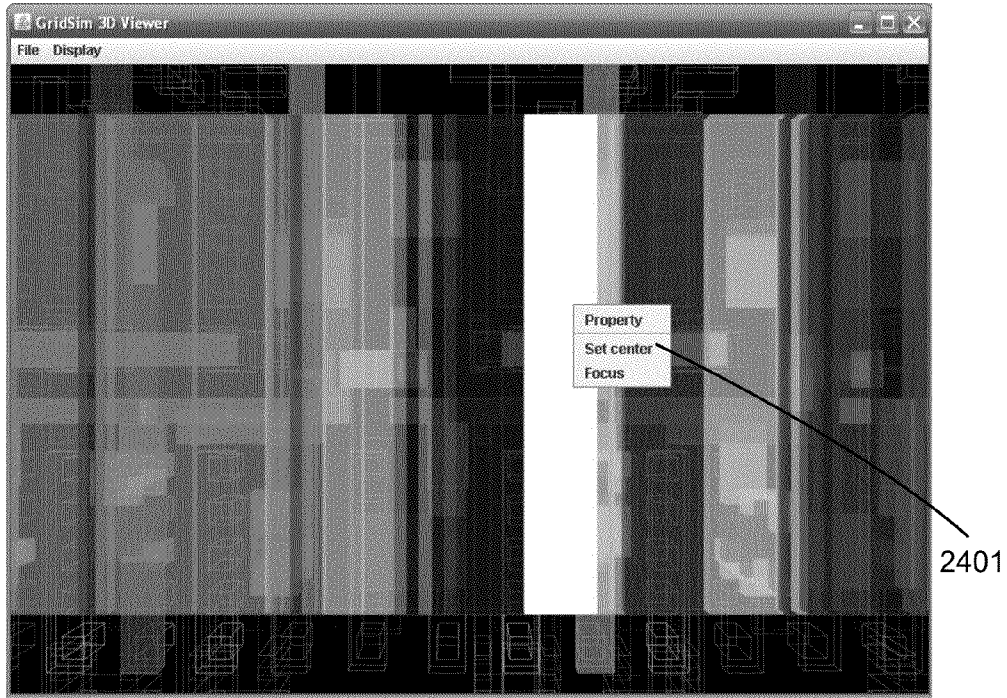 GridSim 3D Viewer
File Display
Property
Set center
Focus
2401